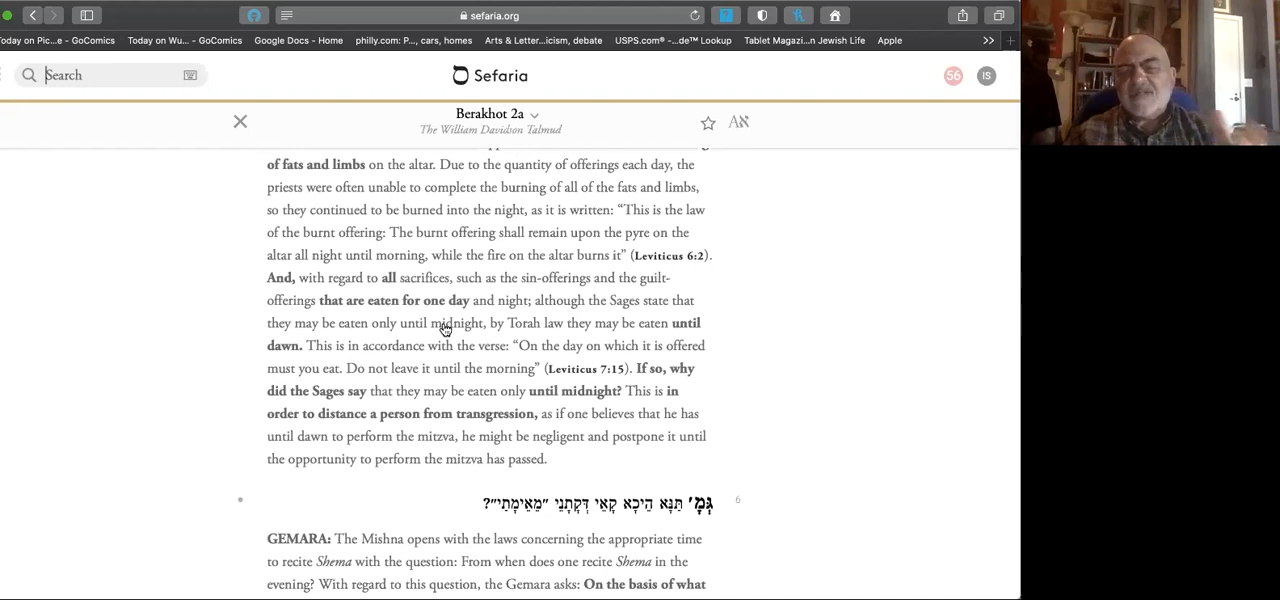 sefaria.org
oday on Pic...e - GoComics Today on Wu... - GoComics Google Docs - Home philly.com: P..., cars, homes Arts & Letter...icism, debate USPS.com® -...de™ Lookup Tablet Magazi...n Jewish Life Apple
Search Sefaria 56 IS
Berakhot 2a
The William Davidson Talmud
of fats and limbs on the altar. Due to the quantity of offerings each day, the
priests were often unable to complete the burning of all of the fats and limbs,
so they continued to be burned into the night, as it is written: “This is the law
of the burnt offering: The burnt offering shall remain upon the pyre on the
altar all night until morning, while the fire on the altar burns it” (Leviticus 6:2).
And, with regard to all sacrifices, such as the sin-offerings and the guilt-
offerings that are eaten for one day and night; although the Sages state that
they may be eaten only until midnight, by Torah law they may be eaten until
dawn. This is in accordance with the verse: “On the day on which it is offered
must you eat. Do not leave it until the morning” (Leviticus 7:15). If so, why
did the Sages say that they may be eaten only until midnight? This is in
order to distance a person from transgression, as if one believes that he has
until dawn to perform the mitzva, he might be negligent and postpone it until
the opportunity to perform the mitzva has passed.
גְּמָ׳ תַּנָּא הֵיכָא קָאֵי דְּקָתָנֵי ״מֵאֵימָתַי״?
6
GEMARA: The Mishna opens with the laws concerning the appropriate time
to recite Shema with the question: From when does one recite Shema in the
evening? With regard to this question, the Gemara asks: On the basis of what